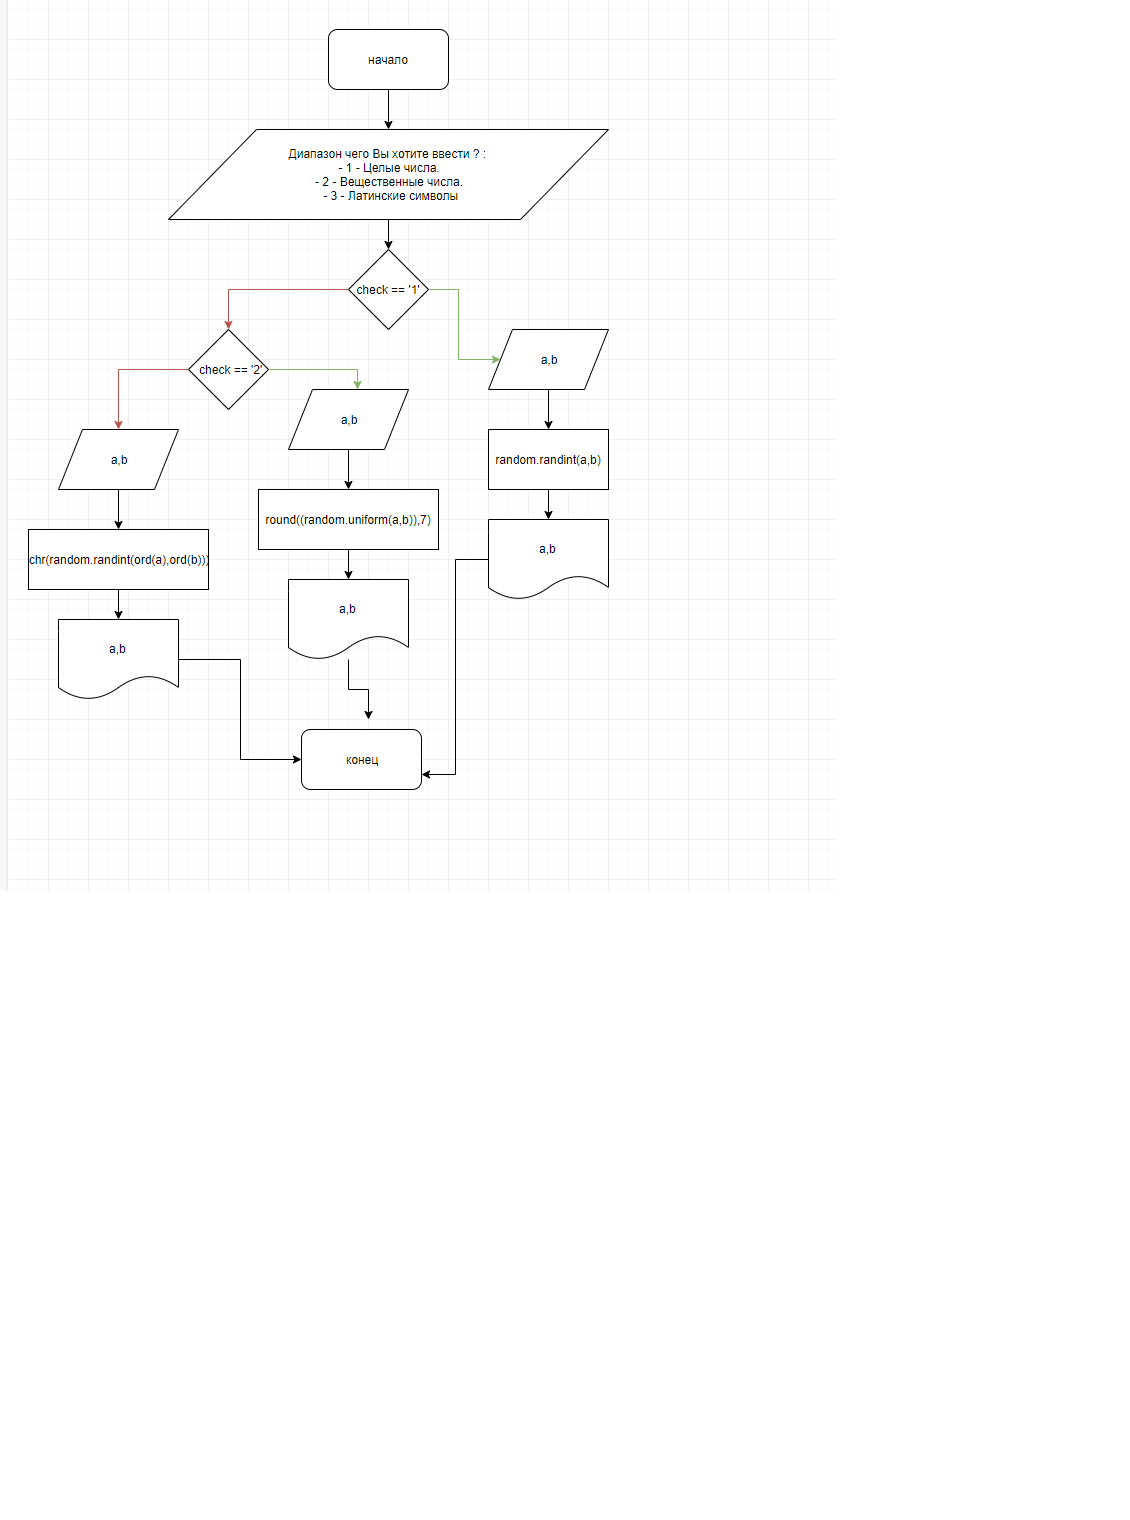 начало
Диапазон чего Вы хотите ввести ? :
- 1 - Целые числа.
- 2 - Вещественные числа.
- 3 - Латинские символы
check == '1'
check == '2'
a,b
a,b
a,b
random.randint(a,b)
round((random.uniform(a,b)),7)
chr(random.randint(ord(a),ord(b)))
a,b
a,b
a,b
конец